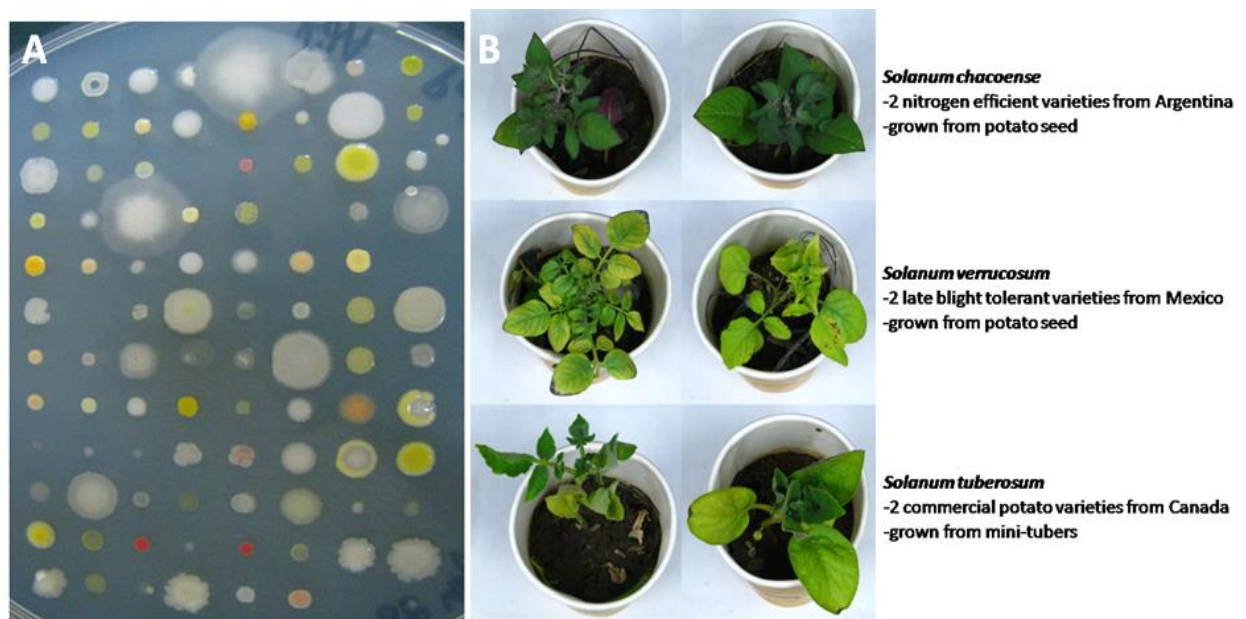 A
B
Solanum chacoense
-2 nitrogen efficient varieties from Argentina
-grown from potato seed
Solanum verrucosum
-2 late blight tolerant varieties from Mexico
-grown from potato seed
Solanum tuberosum
-2 commercial potato varieties from Canada
-grown from mini-tubers